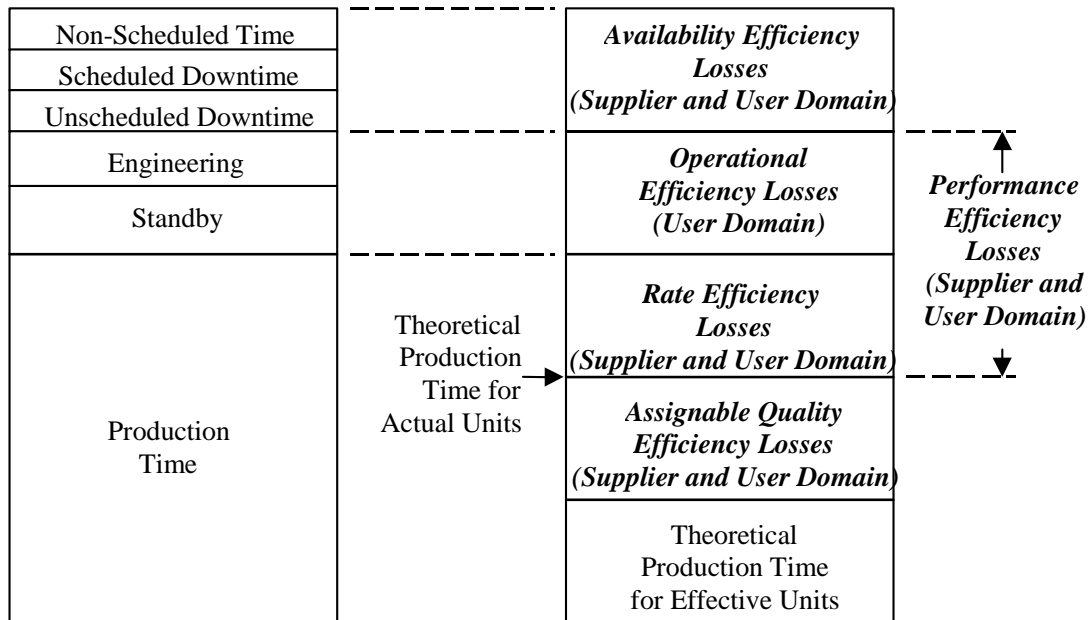 Non-Scheduled Time
Scheduled Downtime
Unscheduled Downtime
Engineering
Standby
Production
Time
Theoretical
Production
Time for
Actual Units
Availability Efficiency
Losses
(Supplier and User Domain)
Operational
Efficiency Losses
(User Domain)
Rate Efficiency
Losses
(Supplier and User Domain)
Assignable Quality
Efficiency Losses
(Supplier and User Domain)
Theoretical
Production Time
for Effective Units
Performance
Efficiency
Losses
(Supplier and
User Domain)